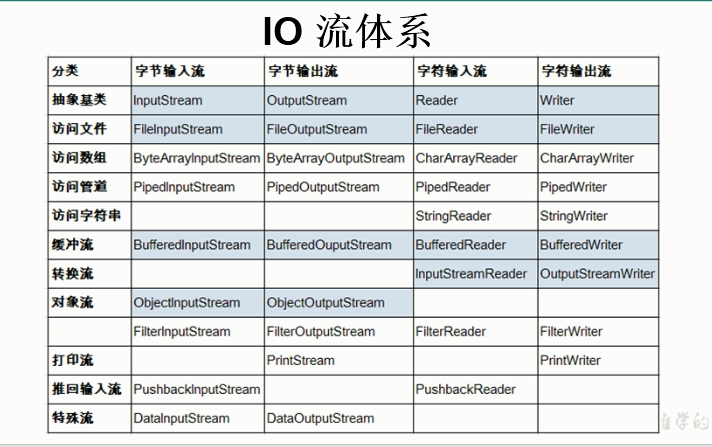 IO 流体系
分类 字节输入流 字节输出流 字符输入流 字符输出流
抽象基类 InputStream OutputStream Reader Writer
访问文件 FileInputStream FileOutputStream FileReader FileWriter
访问数组 ByteArrayInputStream ByteArrayOutputStream CharArrayReader CharArrayWriter
访问管道 PipedInputStream PipedOutputStream PipedReader PipedWriter
访问字符串 StringReader StringWriter
缓冲流 BufferedInputStream BufferedOuputStream BufferedReader BufferedWriter
转换流 InputStreamReader OutputStreamWriter
对象流 ObjectInputStream ObjectOutputStream
FilterInputStream FilterOutputStream FilterReader FilterWriter
打印流 PrintStream PrintWriter
推回输入流 PushbackInputStream PushbackReader
特殊流 DataInputStream DataOutputStream
学的